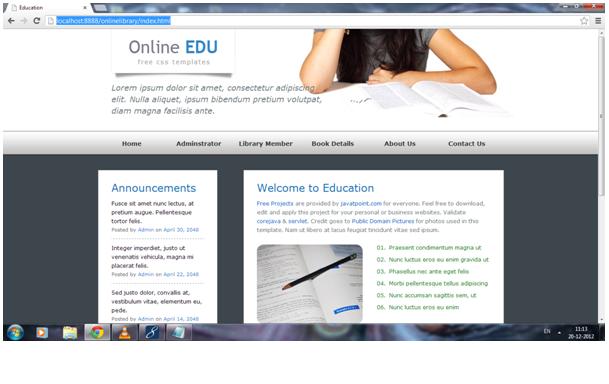 Education
localhost:8888/onlinelibrary/index.html
Online EDU
free css templates
Lorem ipsum dolor sit amet, consectetur adipiscing
elit. Nulla aliquet, ipsum bibendum pretium volutpat,
diam magna facilisis ante.
Home Adminstrator Library Member Book Details About Us Contact Us
Announcements
Fusce sit amet nunc lectus, at
pretium augue. Pellentesque
tortor felis.
Posted by Admin on April 30, 2048
Integer imperdiet, justo ut
venenatis vehicula, magna mi
placerat felis.
Posted by Admin on April 22, 2048
Sed justo dolor, convallis at,
vestibulum vitae, elementum eu,
pede.
Posted by Admin on April 14, 2048
Welcome to Education
Free Projects are provided by javatpoint.com for everyone. Feel free to download,
edit and apply this project for your personal or business websites. Validate
corejava & servlet. Credit goes to Public Domain Pictures for photos used in this
template. Nam ut libero at lacus feugiat tincidunt vitae sed ipsum.
01. Praesent condimentum magna ut
02. Nunc luctus eros eu enim gravida ut
03. Phasellus nec ante eget felis
04. Morbi pellentesque tellus adipiscing
05. Nunc accumsan sagittis sem, ut
06. Nunc luctus eros eu enim
EN
11:13
20-12-2012